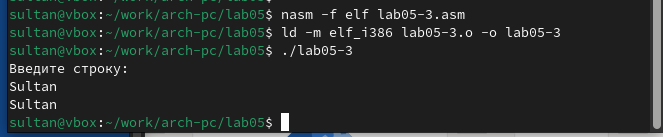 sultan@vbox:~/work/arch-pc/lab05$ nasm -f elf lab05-3.asm
sultan@vbox:~/work/arch-pc/lab05$ ld -m elf_i386 lab05-3.o -o lab05-3
sultan@vbox:~/work/arch-pc/lab05$ ./lab05-3
Введите строку:
Sultan
Sultan
sultan@vbox:~/work/arch-pc/lab05$